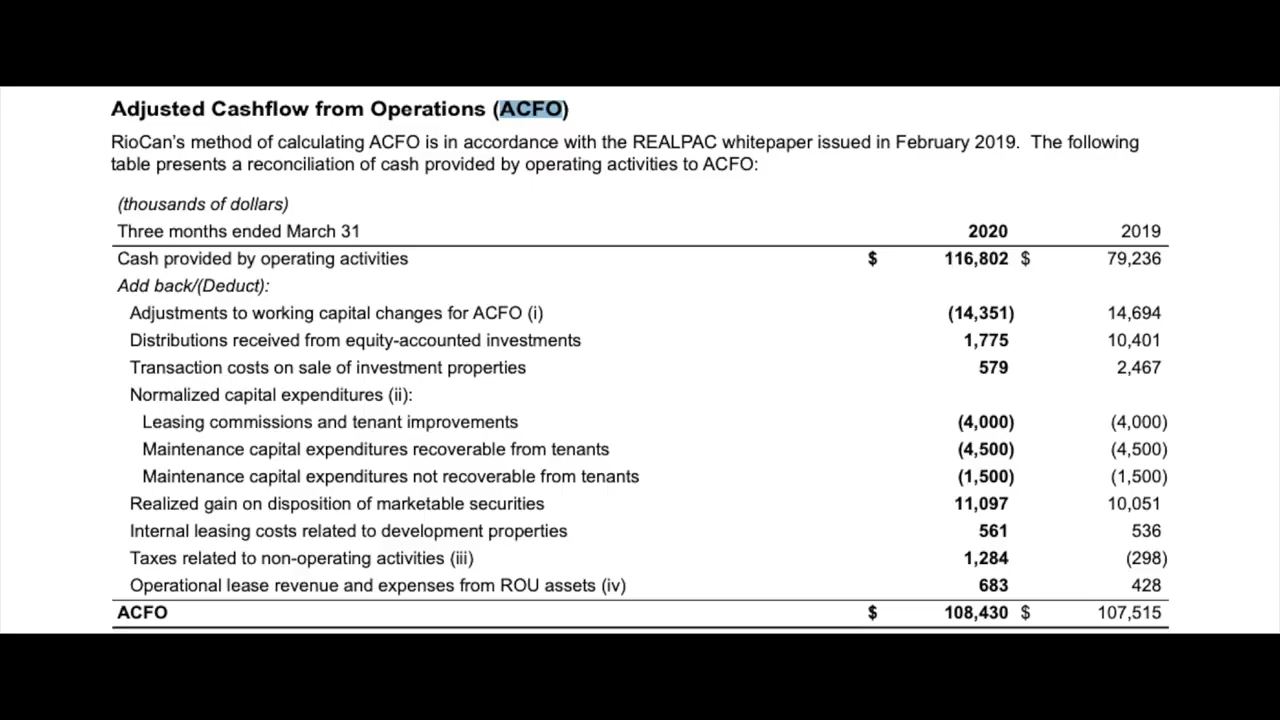 Adjusted Cashflow from Operations (ACFO)
RioCan's method of calculating ACFO is in accordance with the REALPAC whitepaper issued in February 2019. The following
table presents a reconciliation of cash provided by operating activities to ACFO:
(thousands of dollars)
Three months ended March 31 2020 2019
Cash provided by operating activities $ 116,802 $ 79,236
Add back/(Deduct):
Adjustments to working capital changes for ACFO (i) (14,351) 14,694
Distributions received from equity-accounted investments 1,775 10,401
Transaction costs on sale of investment properties 579 2,467
Normalized capital expenditures (ii):
Leasing commissions and tenant improvements (4,000) (4,000)
Maintenance capital expenditures recoverable from tenants (4,500) (4,500)
Maintenance capital expenditures not recoverable from tenants (1,500) (1,500)
Realized gain on disposition of marketable securities 11,097 10,051
Internal leasing costs related to development properties 561 536
Taxes related to non-operating activities (iii) 1,284 (298)
Operational lease revenue and expenses from ROU assets (iv) 683 428
ACFO $ 108,430 $ 107,515